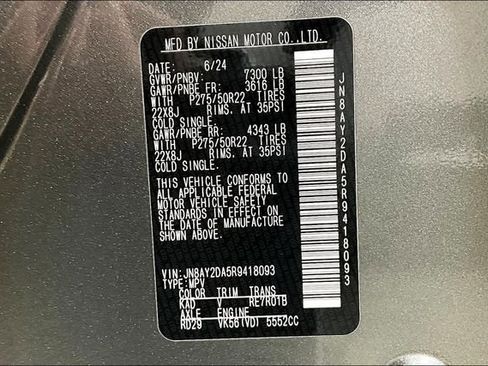 MFD BY NISSAN MOTOR CO.,LTD.
DATE: 6/24
GVWR/PNBV: 7300 LB
GAWR/PNBE FR: 3616 LB
WITH P275/50R22 TIRES
22X8J RIMS, AT 35PSI
COLD SINGLE.
GAWR/PNBE RR: 4343 LB
WITH P275/50R22 TIRES
22X8J RIMS, AT 35PSI
COLD SINGLE.
THIS VEHICLE CONFORMS TO
ALL APPLICABLE FEDERAL
MOTOR VEHICLE SAFETY
STANDARDS IN EFFECT ON
THE DATE OF MANUFACTURE
SHOWN ABOVE.
VIN: JN8AY2DA5R9418093
TYPE: MPV
COLOR TRIM TRANS
KAD V RE7R01B
AXLE ENGINE
RD29 VK56(VD) 5552CC
JN8AY2DA5R9418093